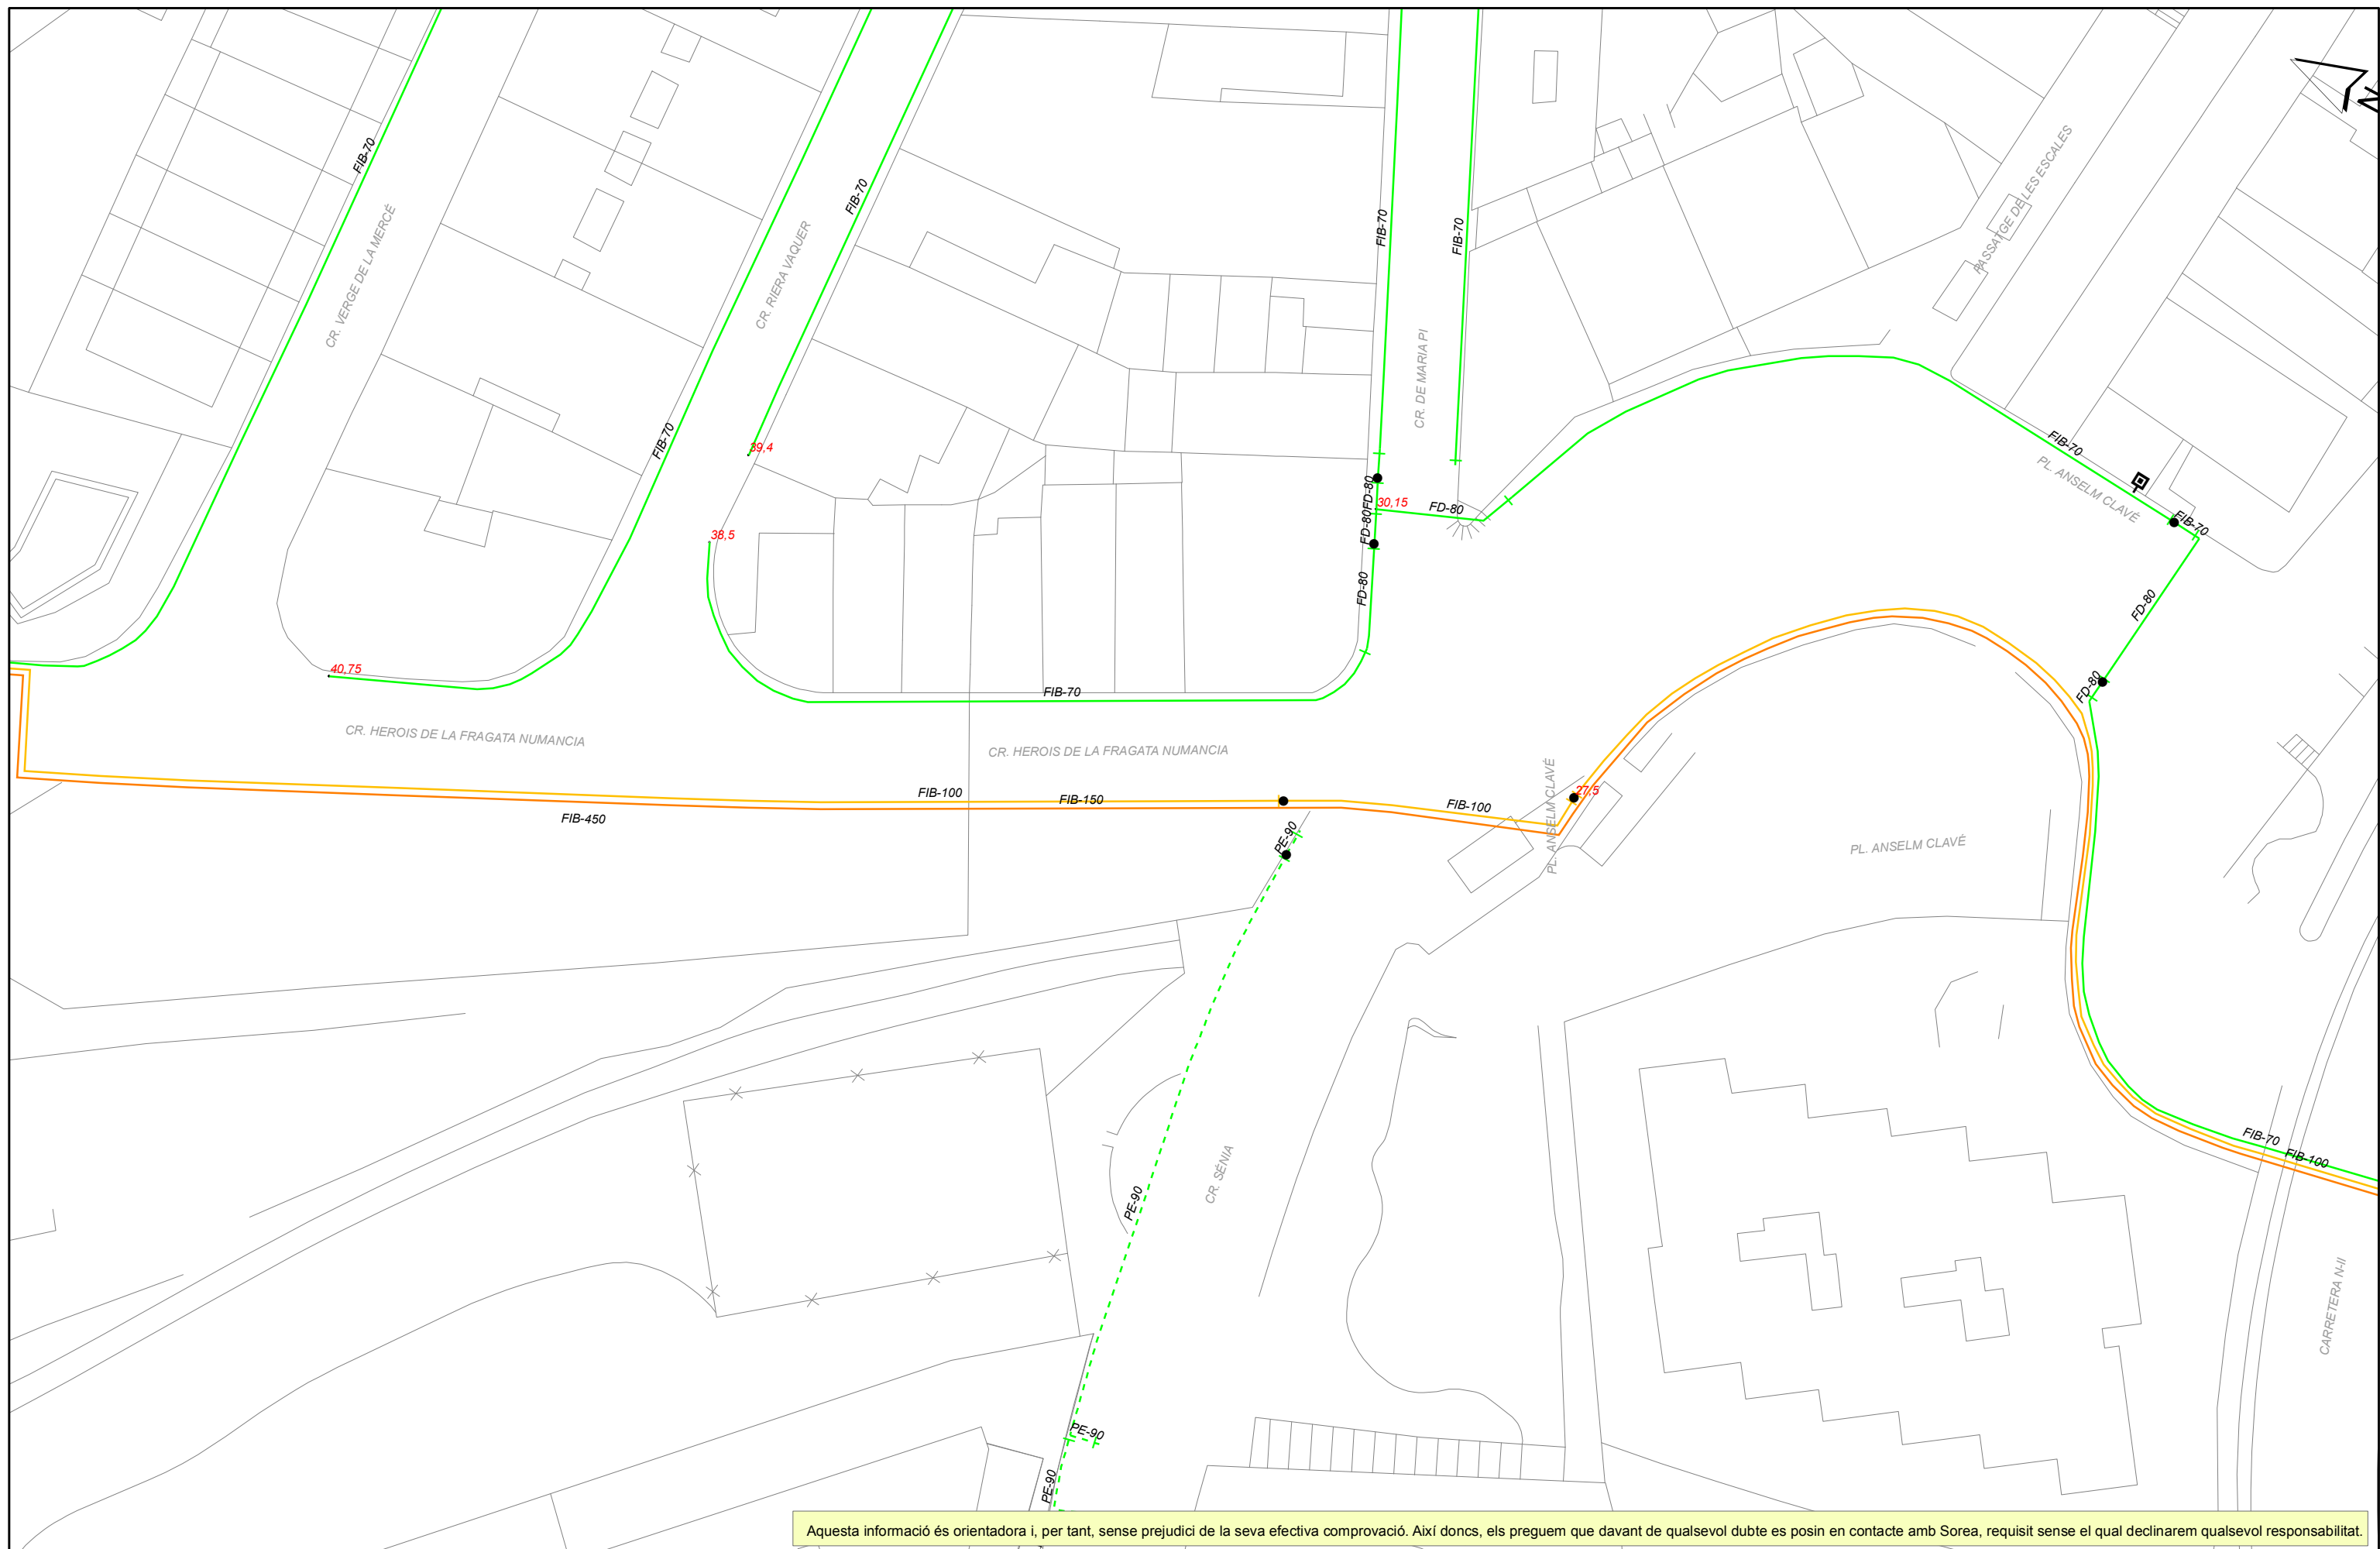 FIB-70
CR. VERGE DE LA MERCÈ
FIB-70
CR. RIERA VAQUER
FIB-70
39,4
38,5
40,75
FIB-70
FIB-70
FIB-70
CR. DE MARIA PI
FD-80
30,15
FD-80
FD-80
FD-80
PASSATGE DE LES ESCALES
FIB-70
PL. ANSELM CLAVÉ
FIB-70
FD-80
FD-80
CR. HEROIS DE LA FRAGATA NUMANCIA
CR. HEROIS DE LA FRAGATA NUMANCIA
FIB-100
FIB-150
FIB-100
FIB-450
27,5
PL. ANSELM CLAVÉ
PL. ANSELM CLAVÉ
PE-90
PE-90
CR. SÈNIA
FIB-70
FIB-100
CARRETERA N-II
PE-90
PE-90
Aquesta informació és orientadora i, per tant, sense prejudici de la seva efectiva comprovació. Així doncs, els preguem que davant de qualsevol dubte es posin en contacte amb Sorea, requisit sense el qual declinarem qualsevol responsabilitat.